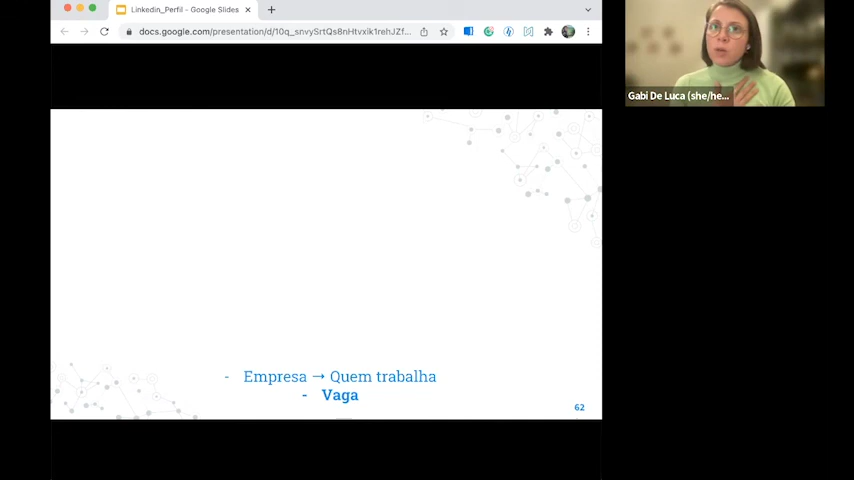 Linkedin_Perfil - Google Slides
docs.google.com/presentation/d/10q_snvySrtQs8nHtvxik1rehJZf...
Gabi De Luca (she/he...
- Empresa → Quem trabalha
- Vaga
62